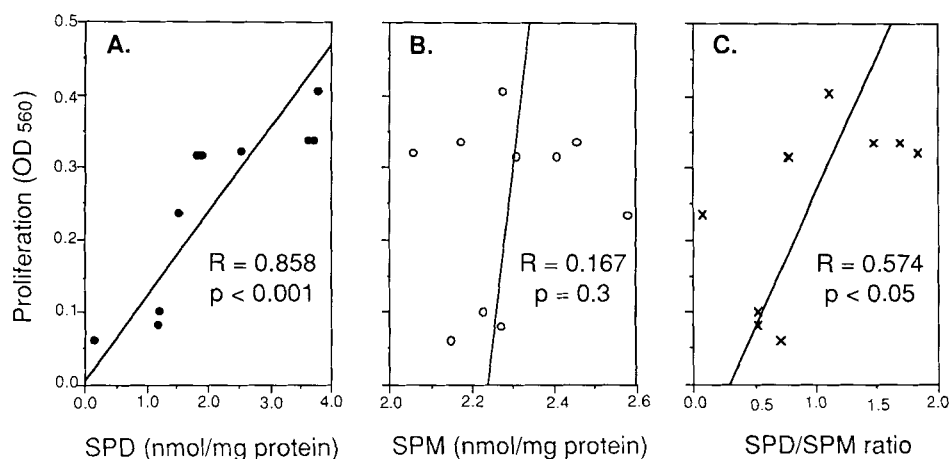 A.
B.
C.
Proliferation (OD 560)
0.5
0.4
0.3
0.2
0.1
0.0
R = 0.858
p < 0.001
R = 0.167
p = 0.3
R = 0.574
p < 0.05
0.0 1.0 2.0 3.0 4.0
2.0 2.2 2.4 2.6
0.0 0.5 1.0 1.5 2.0
SPD (nmol/mg protein)
SPM (nmol/mg protein)
SPD/SPM ratio